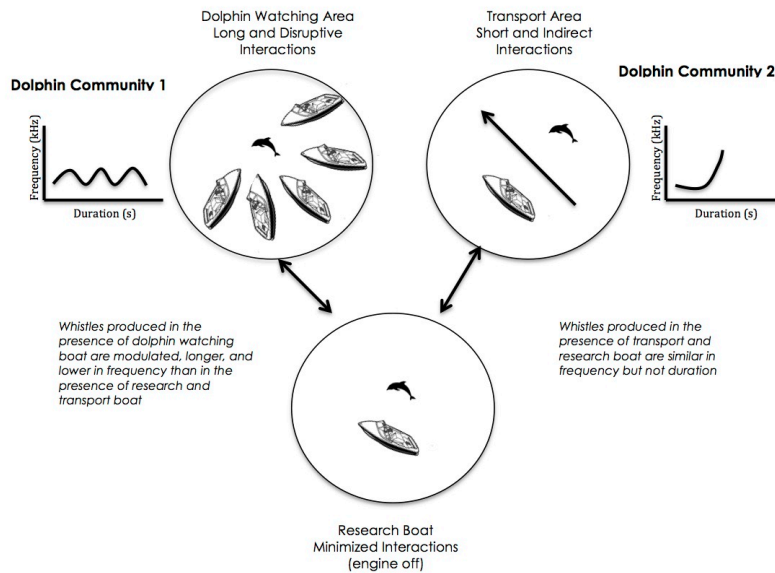 Dolphin Watching Area
Long and Disruptive
Interactions
Transport Area
Short and Indirect
Interactions
Dolphin Community 1
Frequency (kHz)
Duration (s)
Dolphin Community 2
Frequency (kHz)
Duration (s)
Whistles produced in the
presence of dolphin watching
boat are modulated, longer, and
lower in frequency than in the
presence of research and
transport boat
Whistles produced in the
presence of transport and
research boat are similar in
frequency but not duration
Research Boat
Minimized Interactions
(engine off)